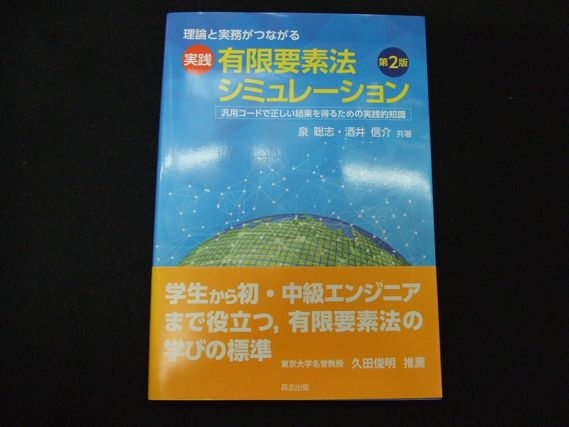 理論と実務がつながる
実践 有限要素法 第2版
シミュレーション
汎用コードで正しい結果を得るための実践的知識
泉 聡志・酒井 信介 共著
学生から初・中級エンジニア
まで役立つ，有限要素法の
学びの標準
東京大学名誉教授 久田俊明 推薦
森北出版